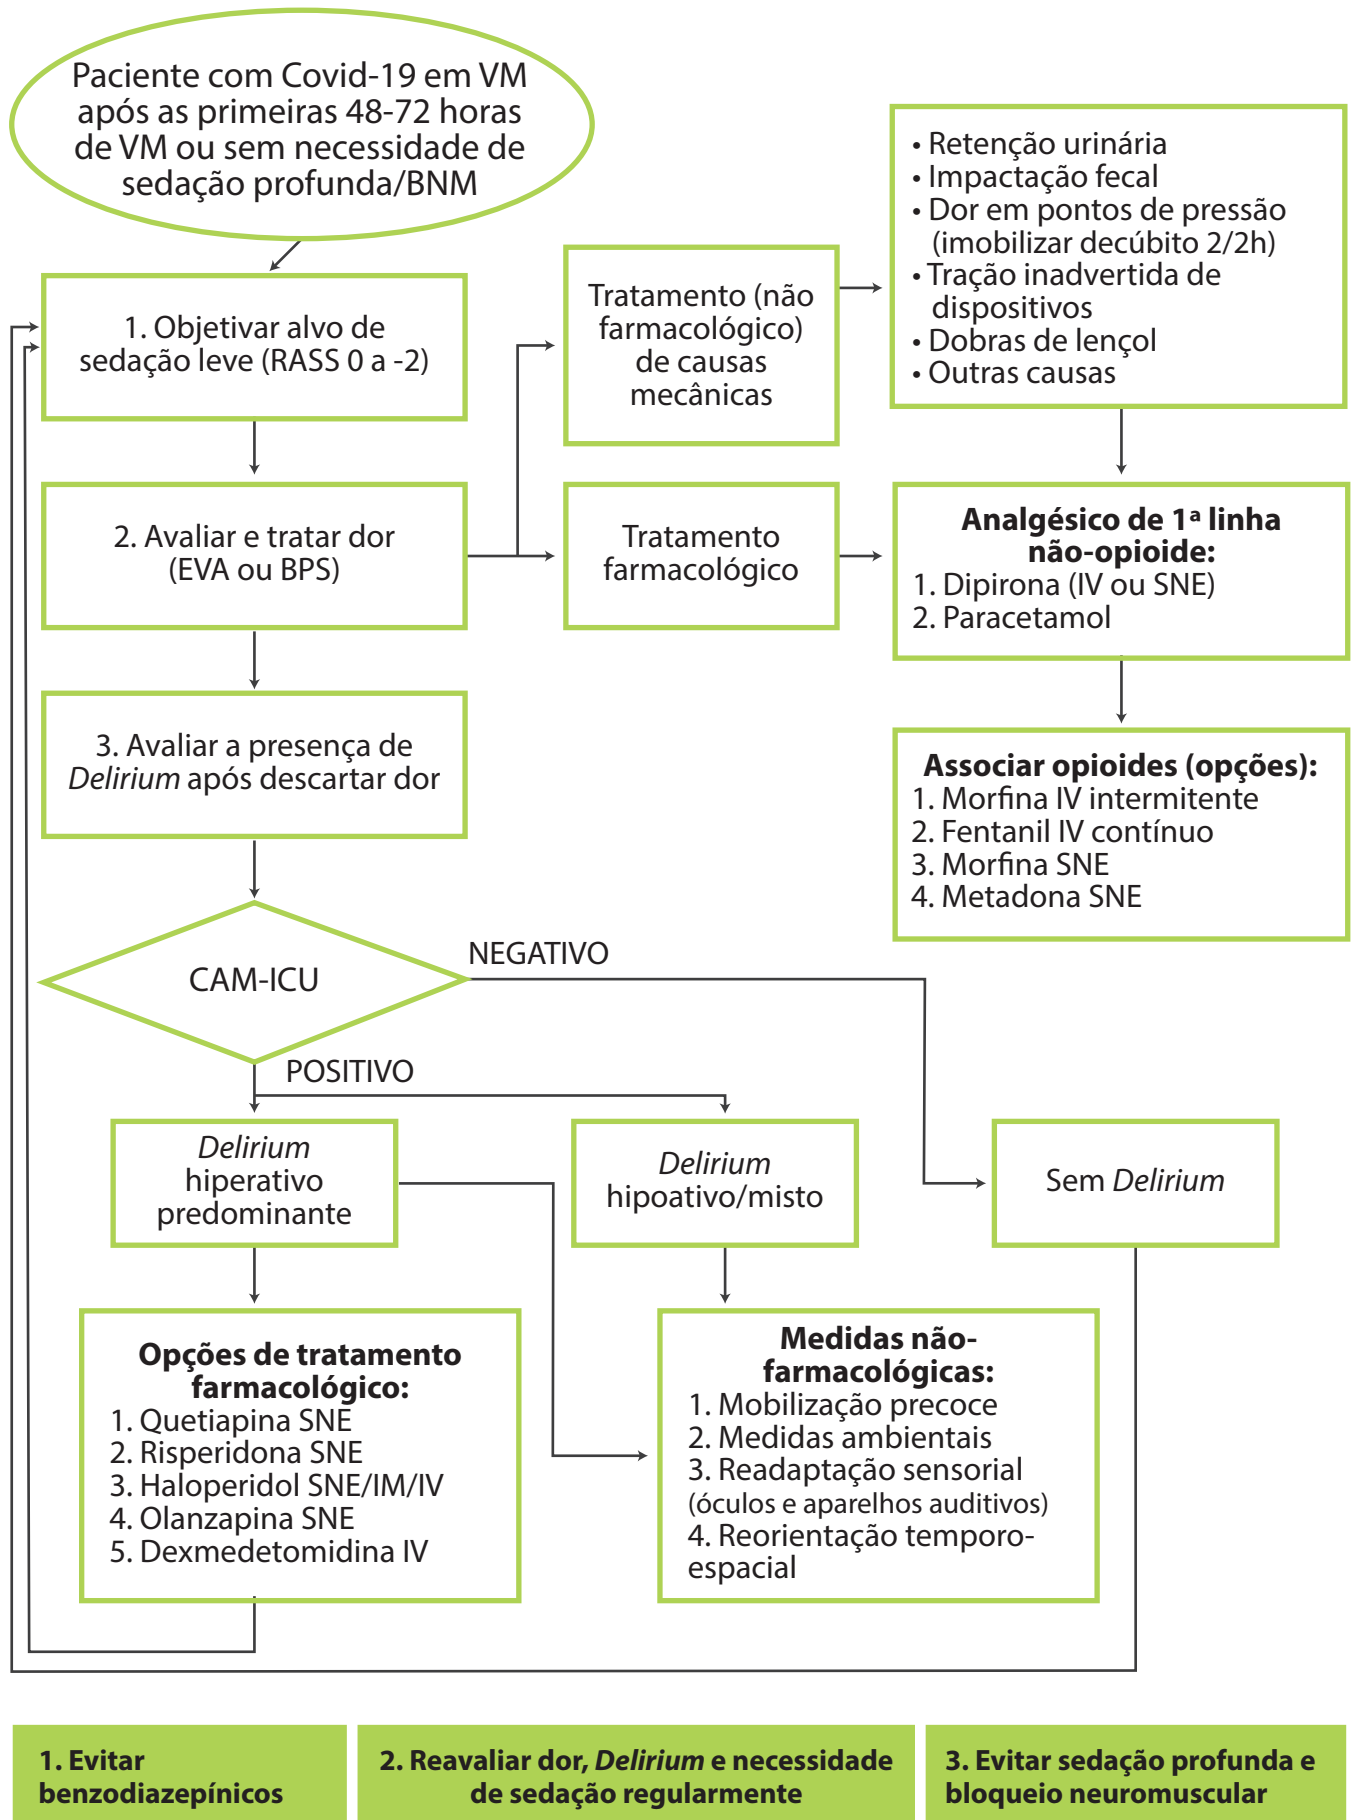 Paciente com Covid-19 em VM
após as primeiras 48-72 horas
de VM ou sem necessidade de
sedação profunda/BNM
1. Objetivar alvo de
sedação leve (RASS 0 a -2)
Tratamento (não
farmacológico)
de causas
mecânicas
• Retenção urinária
• Impactação fecal
• Dor em pontos de pressão
(imobilizar decúbito 2/2h)
• Tração inadvertida de
dispositivos
• Dobras de lençol
• Outras causas
2. Avaliar e tratar dor
(EVA ou BPS)
Tratamento
farmacológico
Analgésico de 1ª linha
não-opioide:
1. Dipirona (IV ou SNE)
2. Paracetamol
3. Avaliar a presença de
Delirium após descartar dor
Associar opioides (opções):
1. Morfina IV intermitente
2. Fentanil IV contínuo
3. Morfina SNE
4. Metadona SNE
CAM-ICU
NEGATIVO
POSITIVO
Delirium
hiperativo
predominante
Delirium
hipoativo/misto
Sem Delirium
Opções de tratamento
farmacológico:
1. Quetiapina SNE
2. Risperidona SNE
3. Haloperidol SNE/IM/IV
4. Olanzapina SNE
5. Dexmedetomidina IV
Medidas não-
farmacológicas:
1. Mobilização precoce
2. Medidas ambientais
3. Readaptação sensorial
(óculos e aparelhos auditivos)
4. Reorientação temporo-
espacial
1. Evitar
benzodiazepínicos
2. Reavaliar dor, Delirium e necessidade
de sedação regularmente
3. Evitar sedação profunda e
bloqueio neuromuscular